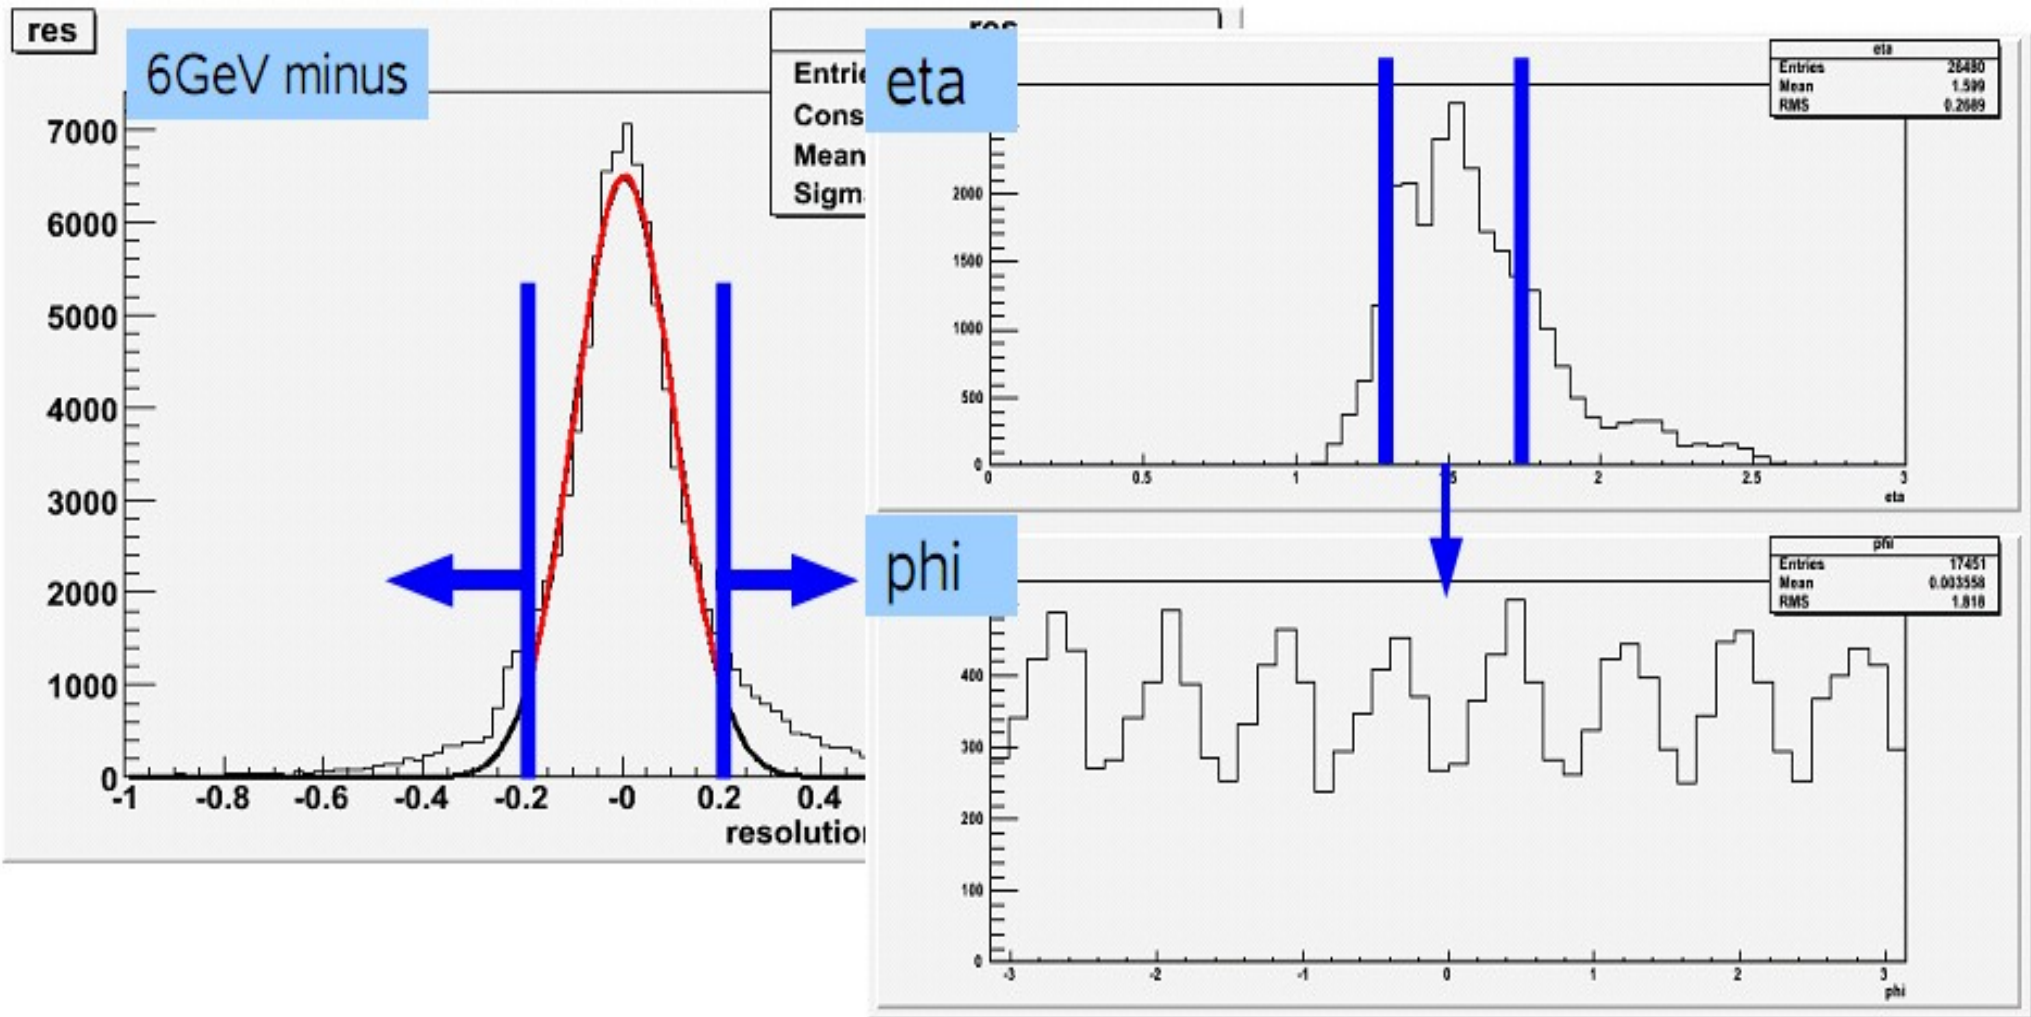 res
6GeV minus
res
Entrie
Cons
Mean
Sigm
7000
6000
5000
4000
3000
2000
1000
0
-1 -0.8 -0.6 -0.4 -0.2 -0 0.2 0.4
resolution
eta
eta
Entries 26480
Mean 1.599
RMS 0.2689
2000
1500
1000
500
0
0 0.5 1 2 2.5 3
eta
phi
phi
Entries 17451
Mean 0.003558
RMS 1.818
400
300
200
100
0
-3 -2 -1 0 1 2 3
phi